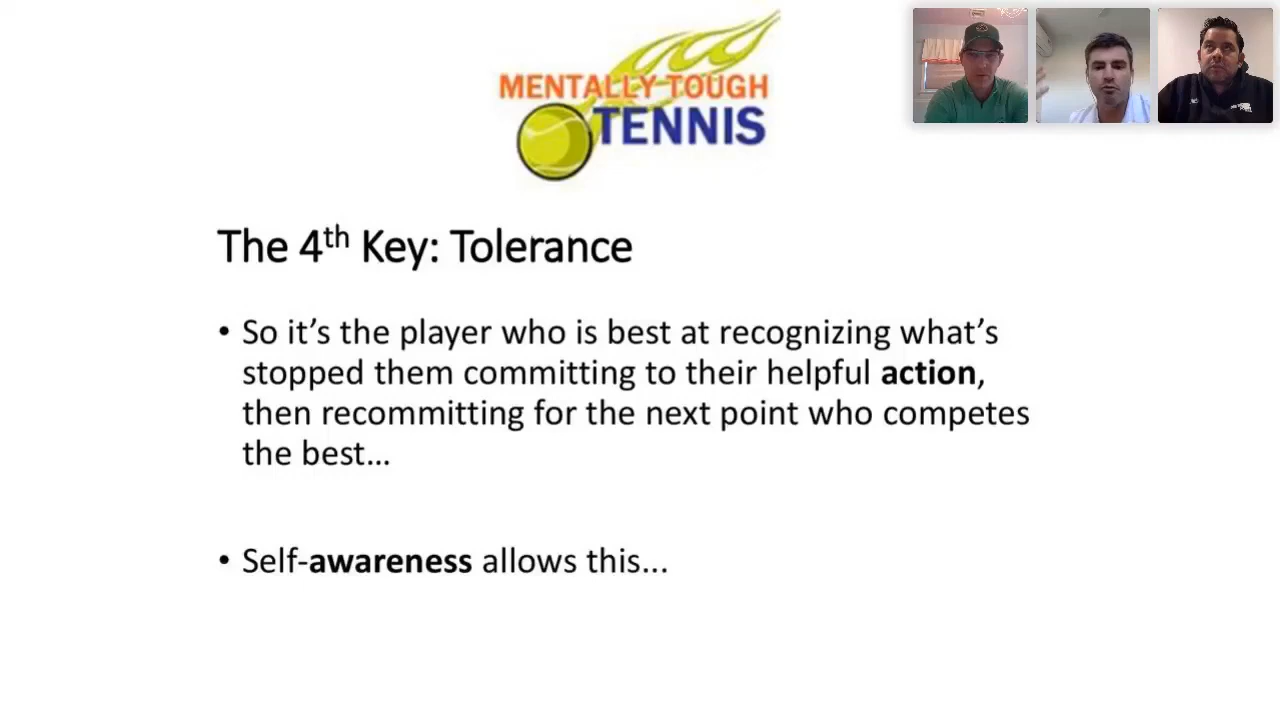 MENTALLY TOUGH
TENNIS
The 4th Key: Tolerance
• So it’s the player who is best at recognizing what’s
stopped them committing to their helpful action,
then recommitting for the next point who competes
the best…
• Self-awareness allows this...